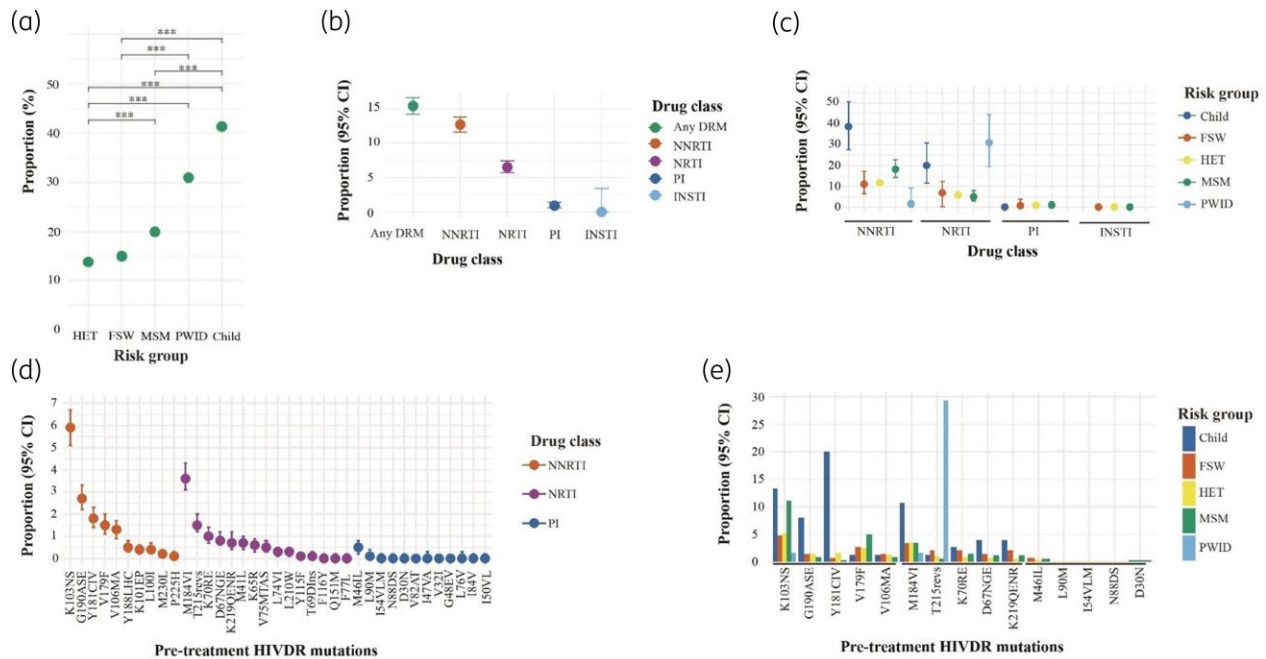 (a)
***
***
***
***
***
***
Proportion (%)
50
40
30
20
10
0
HET FSW MSM PWID Child
Risk group
(b)
Proportion (95% CI)
15
10
5
0
Any DRM NNRTI NRTI PI INSTI
Drug class
Drug class
Any DRM
NNRTI
NRTI
PI
INSTI
(c)
Proportion (95% CI)
50
40
30
20
10
0
NNRTI NRTI PI INSTI
Drug class
Risk group
Child
FSW
HET
MSM
PWID
(d)
Proportion (95% CI)
7
6
5
4
3
2
1
0
K103NS
G190ASE
Y181CIV
V179F
V106MA
Y188LHC
K101EP
L100I
M230L
P225H
M184VI
T215revs
K70RE
D67NGE
K219QENR
M41L
K65R
V75MTAS
L74VI
L210W
Y115F
T69DIns
F116Y
Q151M
F77L
M46IL
L90M
I54VLM
N88DS
D30N
V82AT
I47VA
V32I
G48EV
L76V
I84V
I50VL
Pre-treatment HIVDR mutations
Drug class
NNRTI
NRTI
PI
(e)
Proportion (95% CI)
30
25
20
15
10
5
0
K103NS
G190ASE
Y181CIV
V179F
V106MA
M184VI
T215revs
K70RE
D67NGE
K219QENR
M46IL
L90M
I54VLM
N88DS
D30N
Pre-treatment HIVDR mutations
Risk group
Child
FSW
HET
MSM
PWID